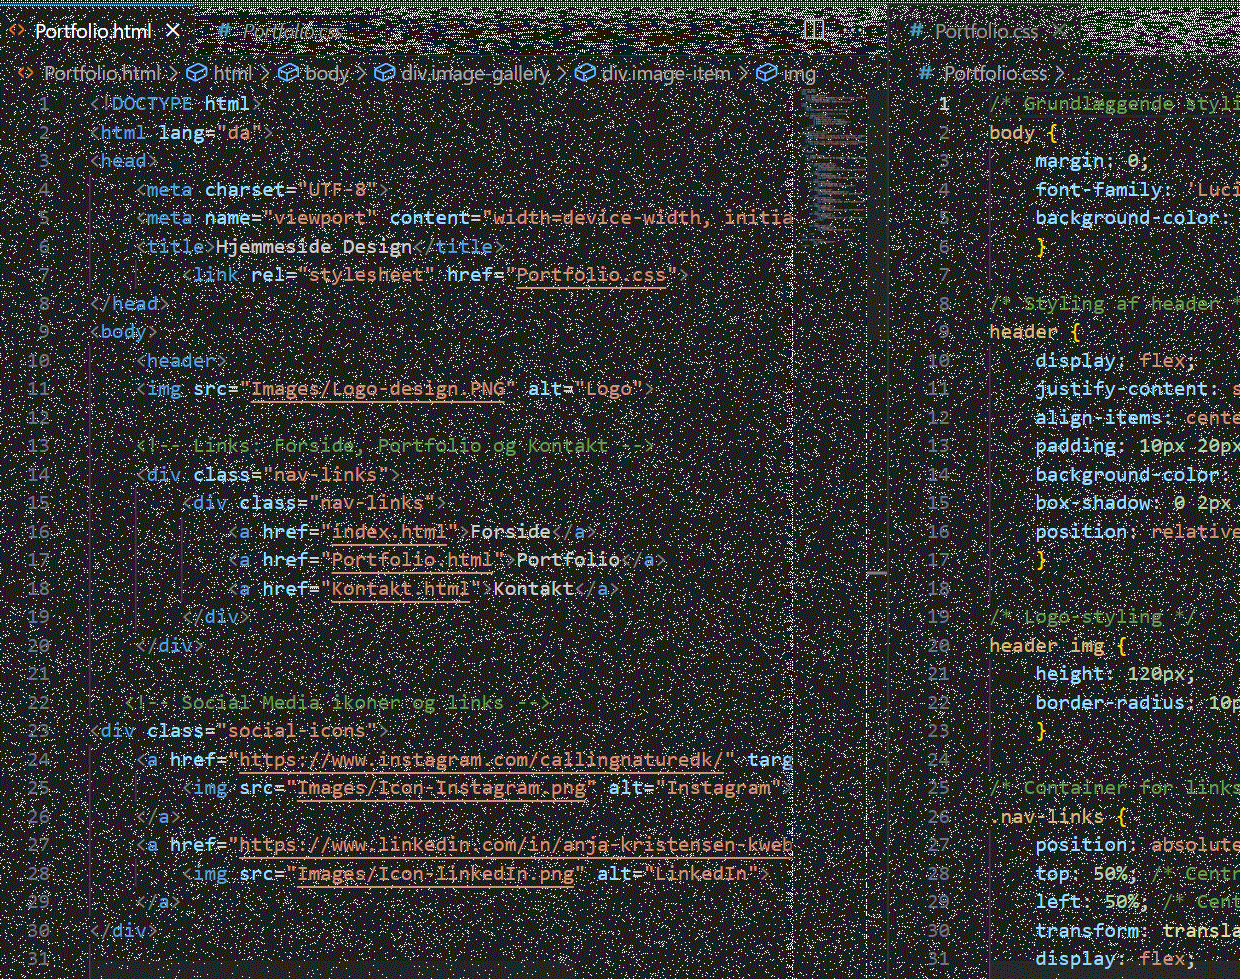 Portfolio.html
Portfolio.css
Portfolio.html > html > body > div.image-gallery > div.image-item > img
1 <!DOCTYPE html>
2 <html lang="da">
3 <head>
4 <meta charset="UTF-8">
5 <meta name="viewport" content="width=device-width, initia
6 <title>Hjemmeside Design</title>
7 <link rel="stylesheet" href="Portfolio.css">
8 </head>
9 <body>
10 <header>
11 <img src="Images/Logo-design.PNG" alt="Logo">
12
13 <!-- Links: Forside, Portfolio og Kontakt -->
14 <div class="nav-links">
15 <div class="nav-links">
16 <a href="index.html">Forside</a>
17 <a href="Portfolio.html">Portfolio</a>
18 <a href="Kontakt.html">Kontakt</a>
19 </div>
20 </div>
21
22 <!-- Social Media ikoner og links -->
23 <div class="social-icons">
24 <a href="https://www.instagram.com/callingnaturedk/" targ
25 <img src="Images/Icon-Instagram.png" alt="Instagram">
26 </a>
27 <a href="https://www.linkedin.com/in/anja-kristensen-kweb
28 <img src="Images/Icon-linkedIn.png" alt="LinkedIn">
29 </a>
30 </div>
31
# Portfolio.css
# Portfolio.css > ...
1 /* Grundlæggende styli
2 body {
3 margin: 0;
4 font-family: 'Luci
5 background-color:
6 }
7
8 /* Styling af header *
9 header {
10 display: flex;
11 justify-content: s
12 align-items: cente
13 padding: 10px 20px
14 background-color:
15 box-shadow: 0 2px
16 position: relative
17 }
18
19 /* Logo-styling */
20 header img {
21 height: 120px;
22 border-radius: 10p
23 }
24
25 /* Container for links
26 .nav-links {
27 position: absolute
28 top: 50%; /* Centr
29 left: 50%; /* Cent
30 transform: transla
31 display: flex;